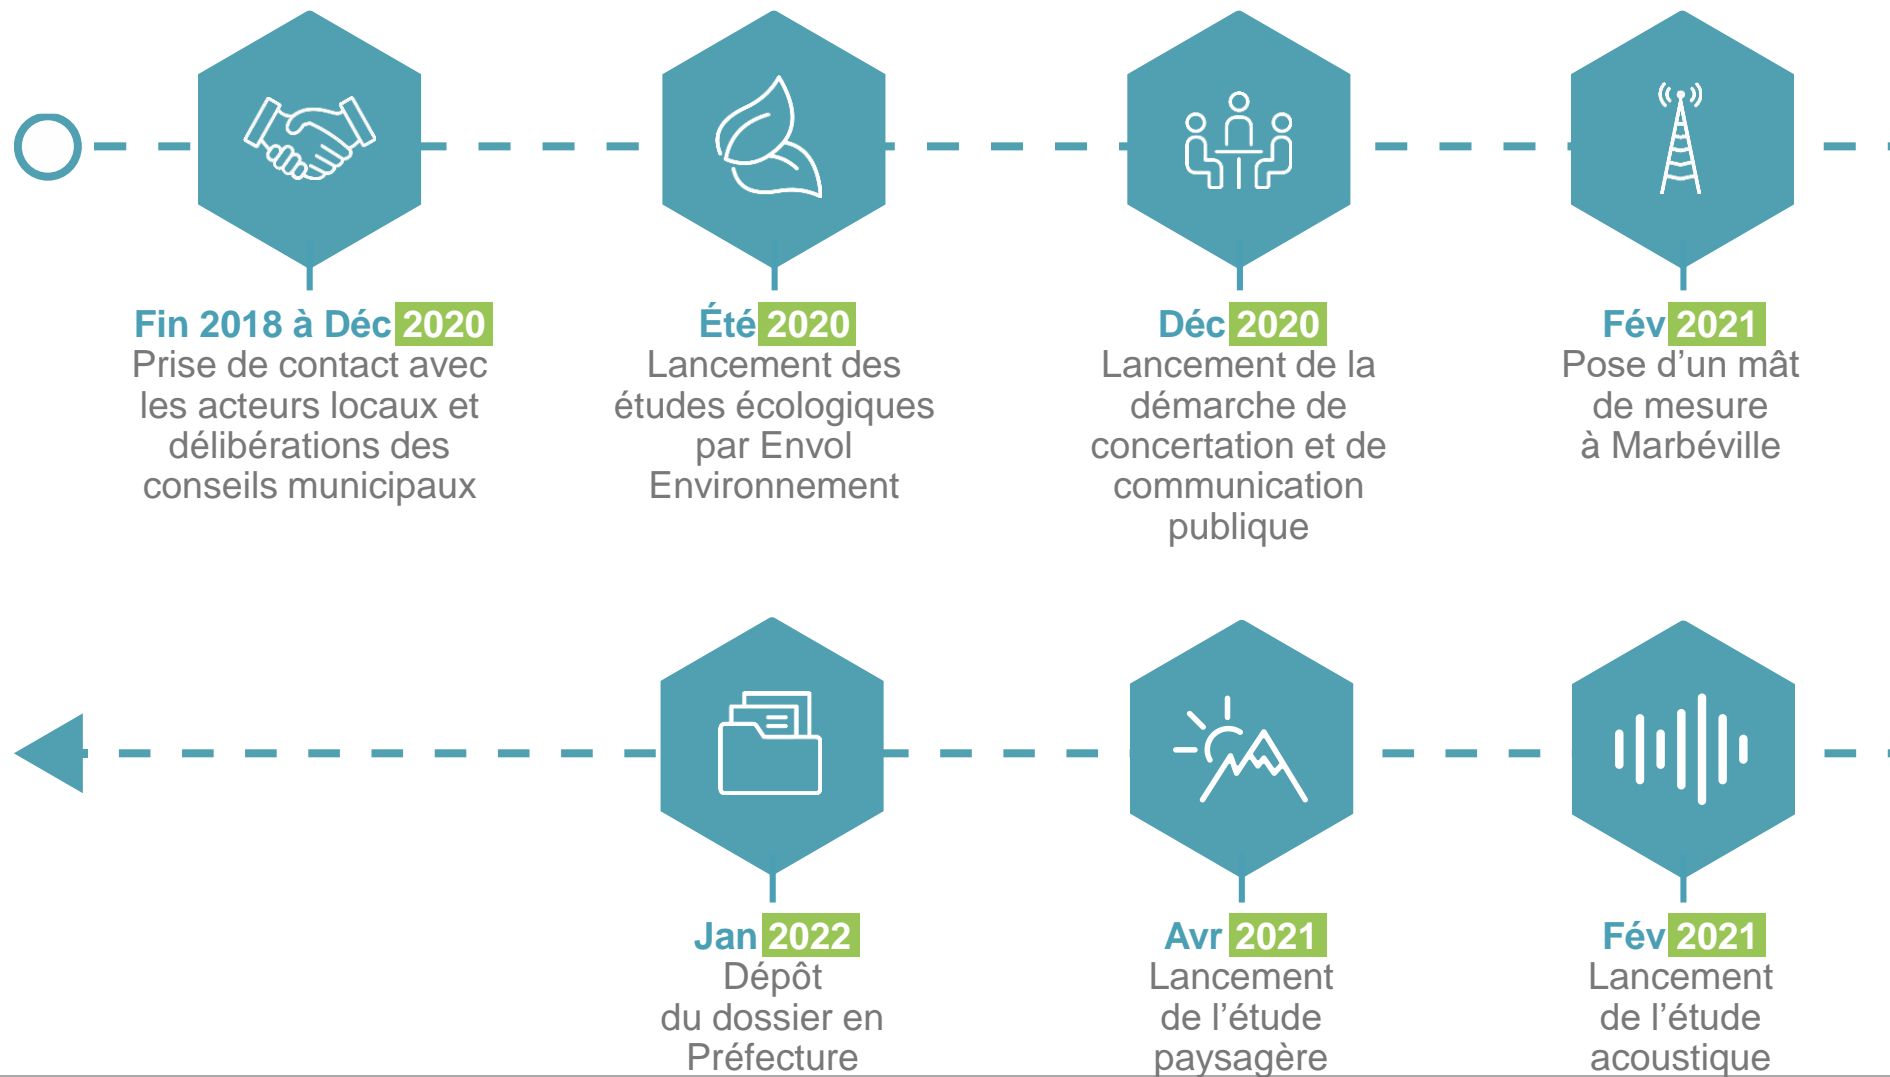 Fin 2018 à Déc 2020
Prise de contact avec
les acteurs locaux et
délibérations des
conseils municipaux
Été 2020
Lancement des
études écologiques
par Envol
Environnement
Déc 2020
Lancement de la
démarche de
concertation et de
communication
publique
Fév 2021
Pose d’un mât
de mesure
à Marbéville
Fév 2021
Lancement
de l’étude
acoustique
Avr 2021
Lancement
de l’étude
paysagère
Jan 2022
Dépôt
du dossier en
Préfecture